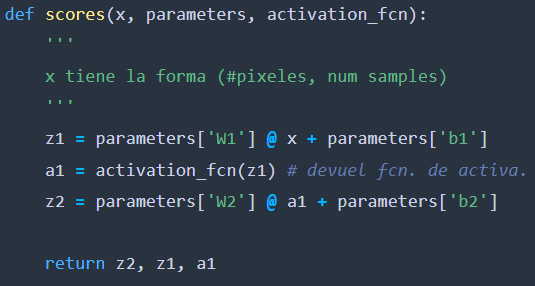 def scores(x, parameters, activation_fcn):
    '''
    x tiene la forma (#pixeles, num samples)
    '''
    z1 = parameters['W1'] @ x + parameters['b1']
    a1 = activation_fcn(z1) # devuel fcn. de activa.
    z2 = parameters['W2'] @ a1 + parameters['b2']

    return z2, z1, a1